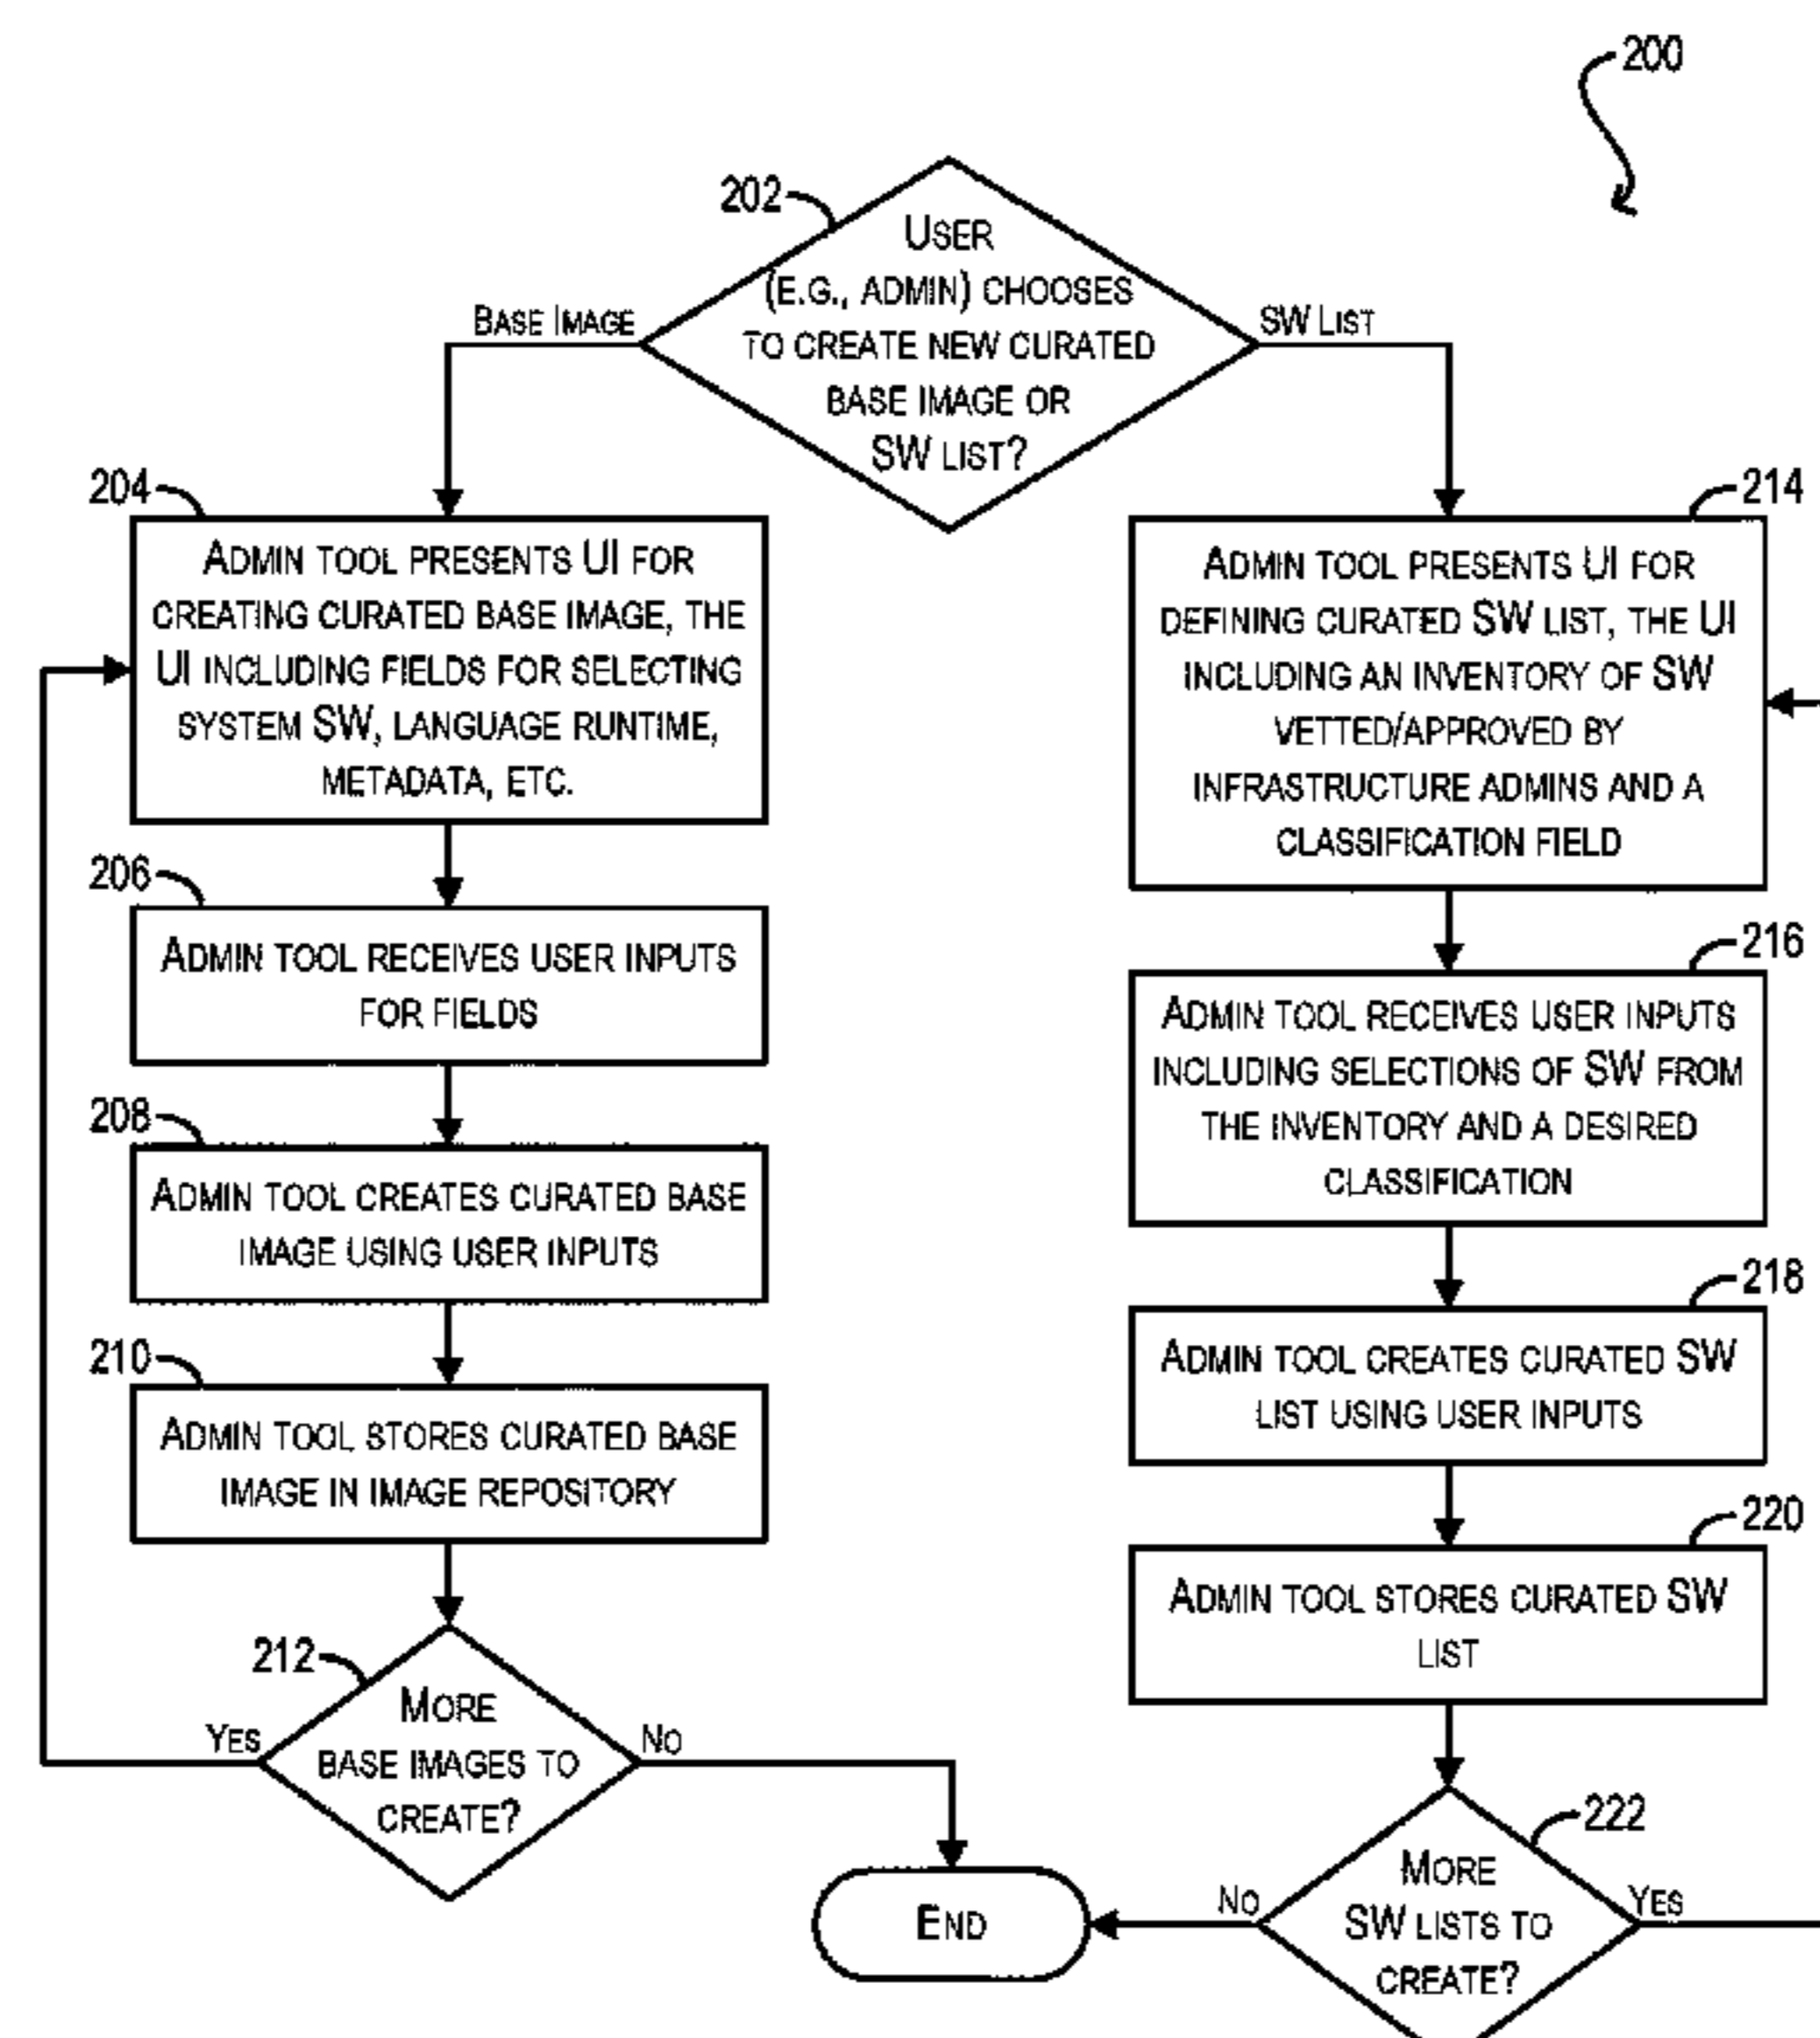 200
202
User
(e.g., admin) chooses
to create new curated
base image or
SW list?
Base Image
SW List
204
Admin tool presents UI for
creating curated base image, the
UI including fields for selecting
system SW, language runtime,
metadata, etc.
206
Admin tool receives user inputs
for fields
208
Admin tool creates curated base
image using user inputs
210
Admin tool stores curated base
image in image repository
212
More
base images to
create?
Yes
No
214
Admin tool presents UI for
defining curated SW list, the UI
including an inventory of SW
vetted/approved by
infrastructure admins and a
classification field
216
Admin tool receives user inputs
including selections of SW from
the inventory and a desired
classification
218
Admin tool creates curated SW
list using user inputs
220
Admin tool stores curated SW
list
222
More
SW lists to
create?
No
Yes
End